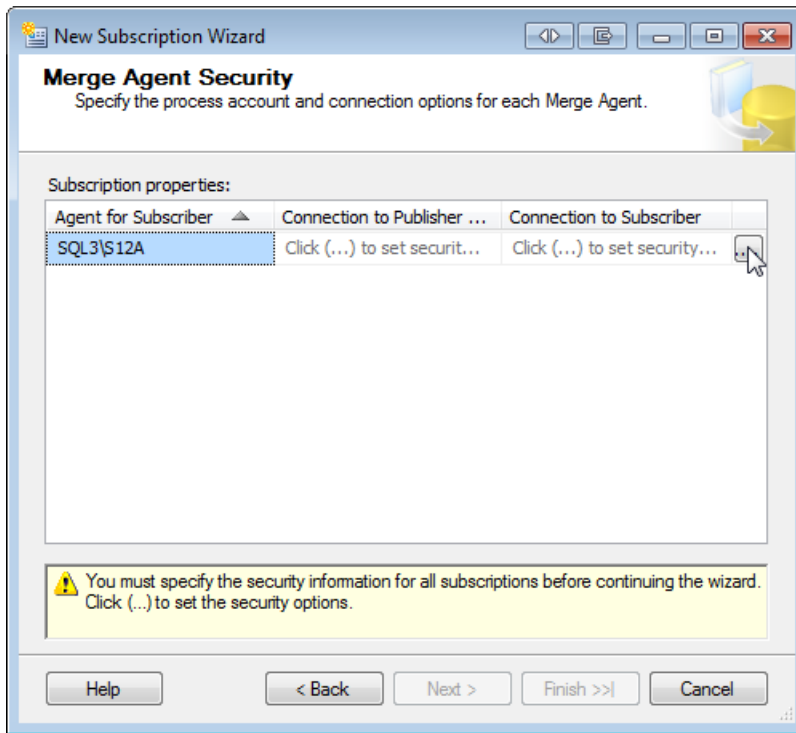 New Subscription Wizard
Merge Agent Security
Specify the process account and connection options for each Merge Agent.
Subscription properties:
Agent for Subscriber Connection to Publisher ... Connection to Subscriber
SQL3\S12A Click (...) to set securit... Click (...) to set security... ...
You must specify the security information for all subscriptions before continuing the wizard.
Click (...) to set the security options.
Help < Back Next > Finish >>| Cancel